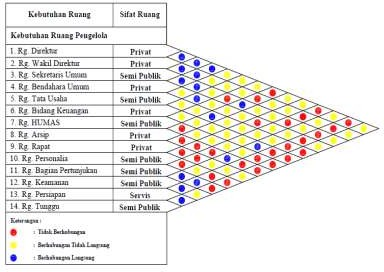 Kebutuhan Ruang Sifat Ruang
Kebutuhan Ruang Pengelola
1. Rg. Direktur Privat
2. Rg. Wakil Direktur Privat
3. Rg. Sekretaris Umum Semi Publik
4. Rg. Bendahara Umum Privat
5. Rg. Tata Usaha Semi Publik
6. Rg. Bidang Keuangan Privat
7. Rg. HUMAS Semi Publik
8. Rg. Arsip Privat
9. Rg. Rapat Privat
10. Rg. Personalia Semi Publik
11. Rg. Bagian Pertunjukan Semi Publik
12. Rg. Keamanan Semi Publik
13. Rg. Persiapan Servis
14. Rg. Tunggu Semi Publik
Keterangan :
: Tidak Berhubungan
: Berhubungan Tidak Langsung
: Berhubungan Langsung